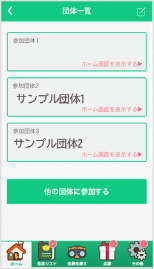 団体一覧
参加団体1
ホーム画面を表示する▶
参加団体2
サンプル団体1
ホーム画面を表示する▶
参加団体3
サンプル団体2
ホーム画面を表示する▶
他の団体に参加する
ホーム
店舗
その他